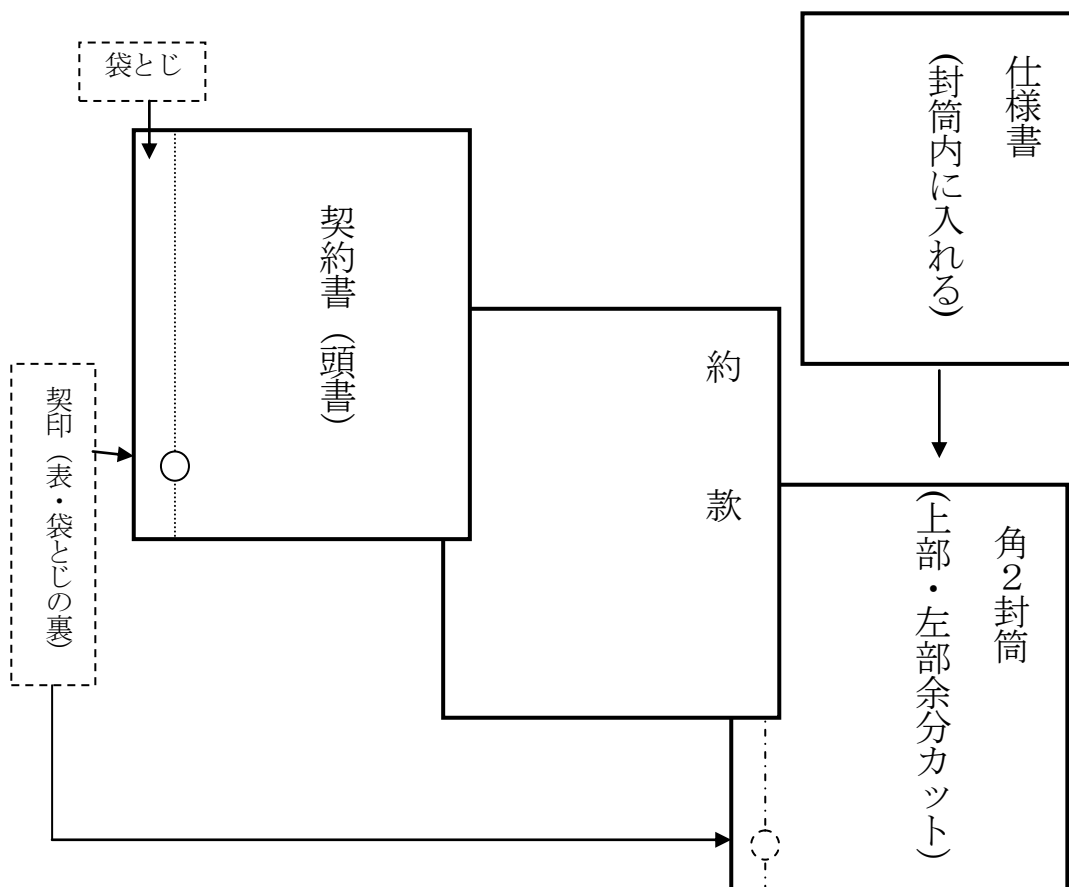 袋とじ
契約書（頭書）
契印（表・袋とじの裏）
約款
仕様書
(封筒内に入れる)
角２封筒
(上部・左部余分カット)